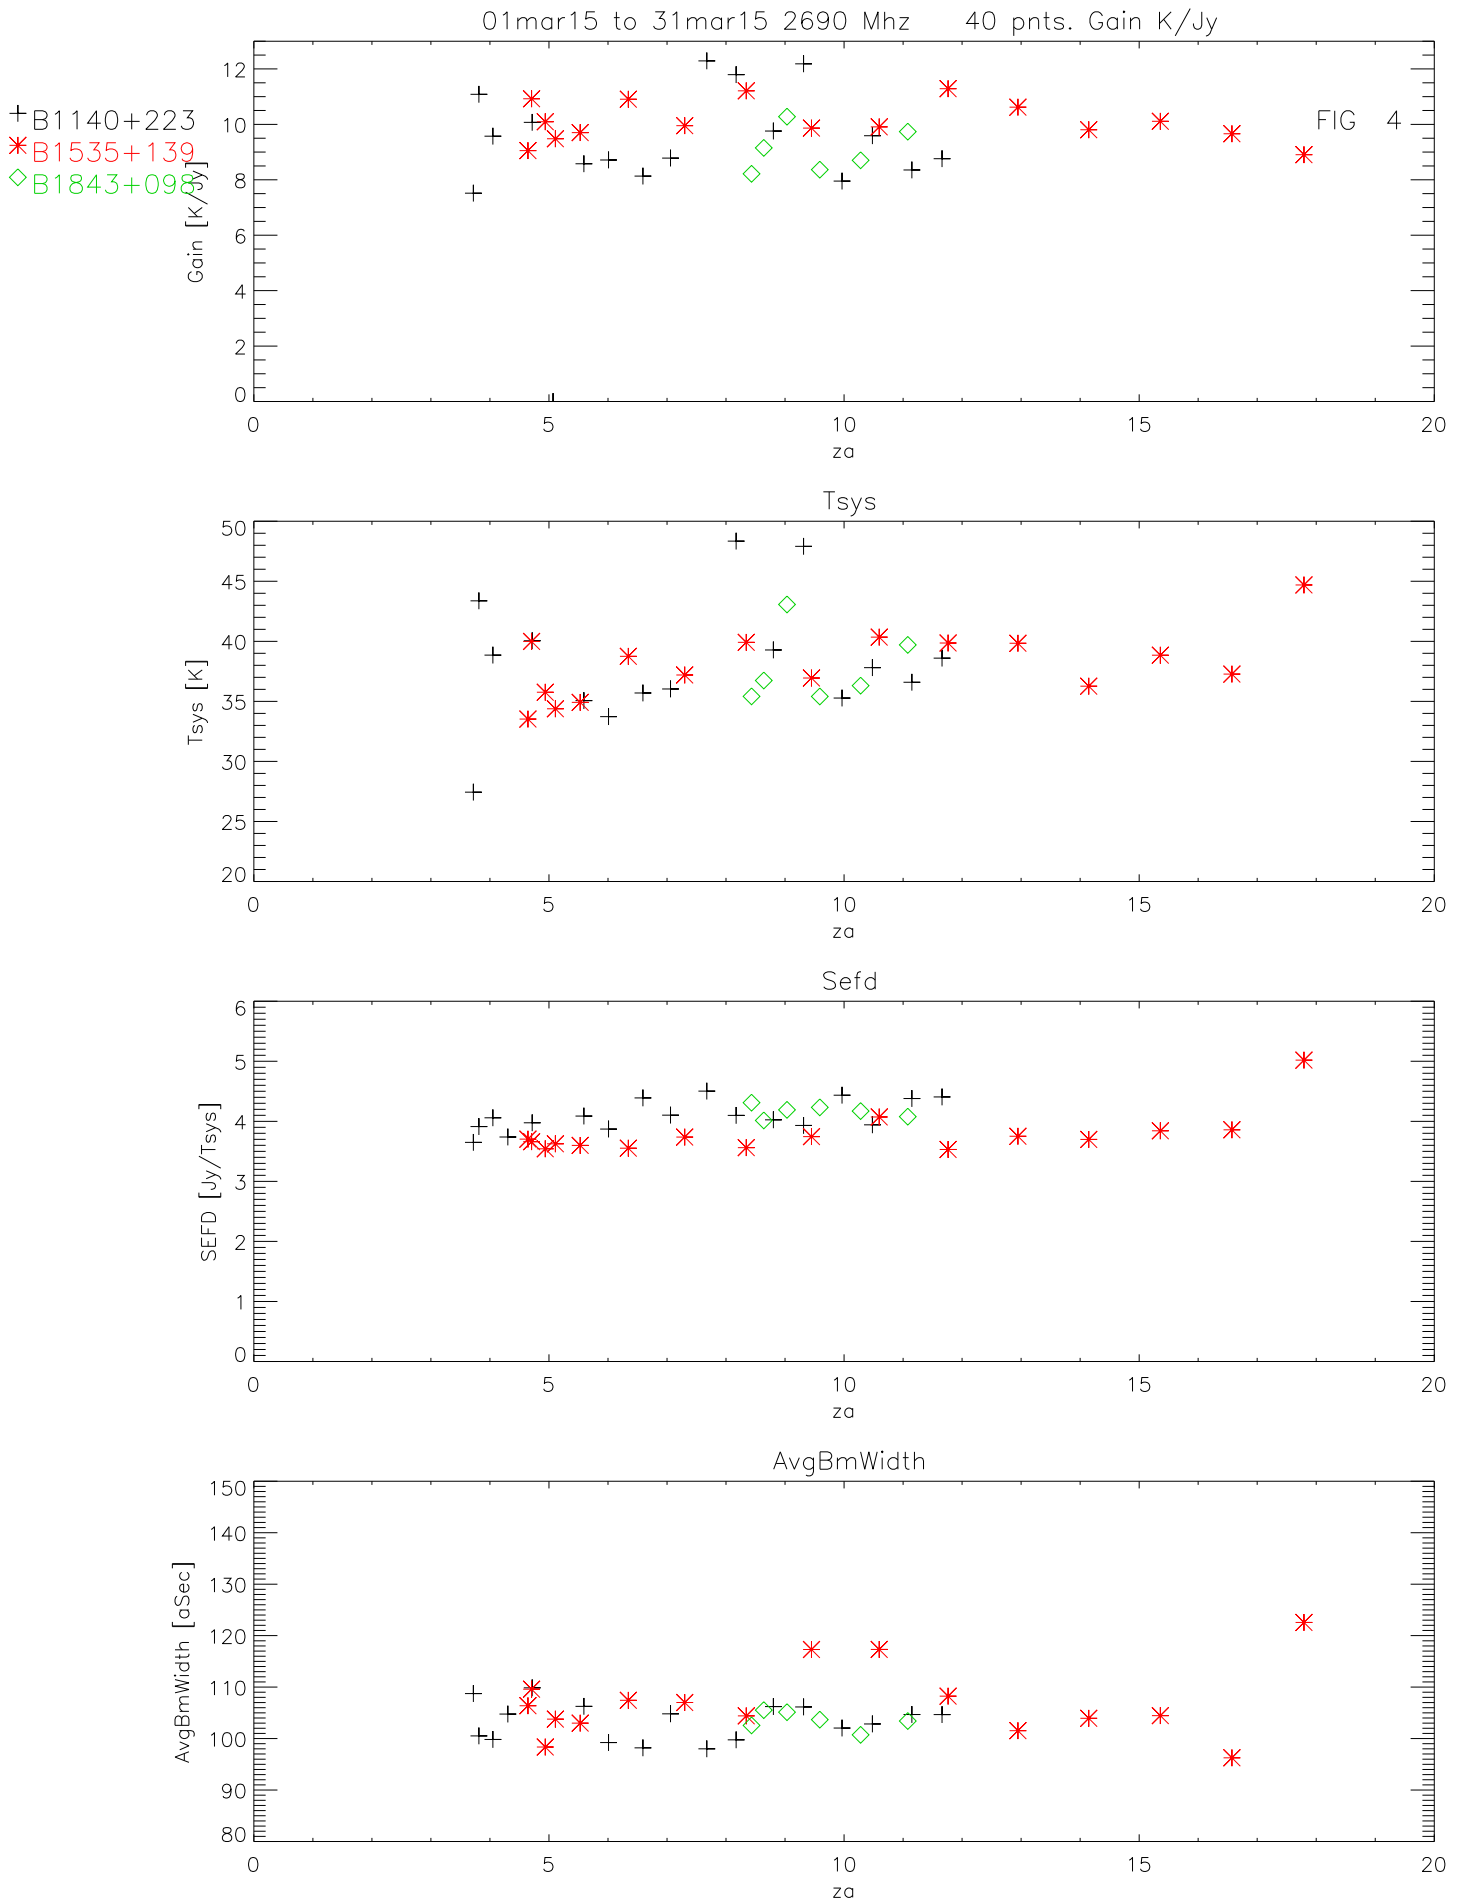 01mar15 to 31mar15 2690 Mhz 40 pnts. Gain K/Jy
B1140+223
B1535+139
B1843+098
FIG 4
Gain [K/Jy]
12
10
8
6
4
2
0
0 5 10 15 20
za
Tsys
Tsys [K]
50
45
40
35
30
25
20
0 5 10 15 20
za
Sefd
SEFD [Jy/Tsys]
6
5
4
3
2
1
0
0 5 10 15 20
za
AvgBmWidth
AvgBmWidth [aSec]
150
140
130
120
110
100
90
80
0 5 10 15 20
za